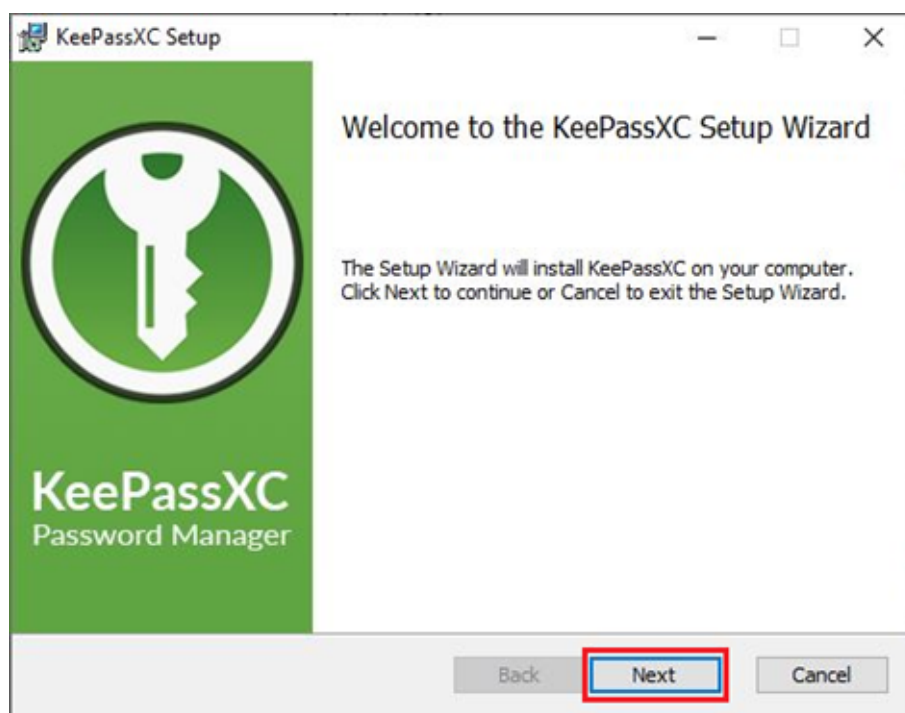 KeePassXC Setup
Welcome to the KeePassXC Setup Wizard
The Setup Wizard will install KeePassXC on your computer.
Click Next to continue or Cancel to exit the Setup Wizard.
KeePassXC
Password Manager
Back
Next
Cancel